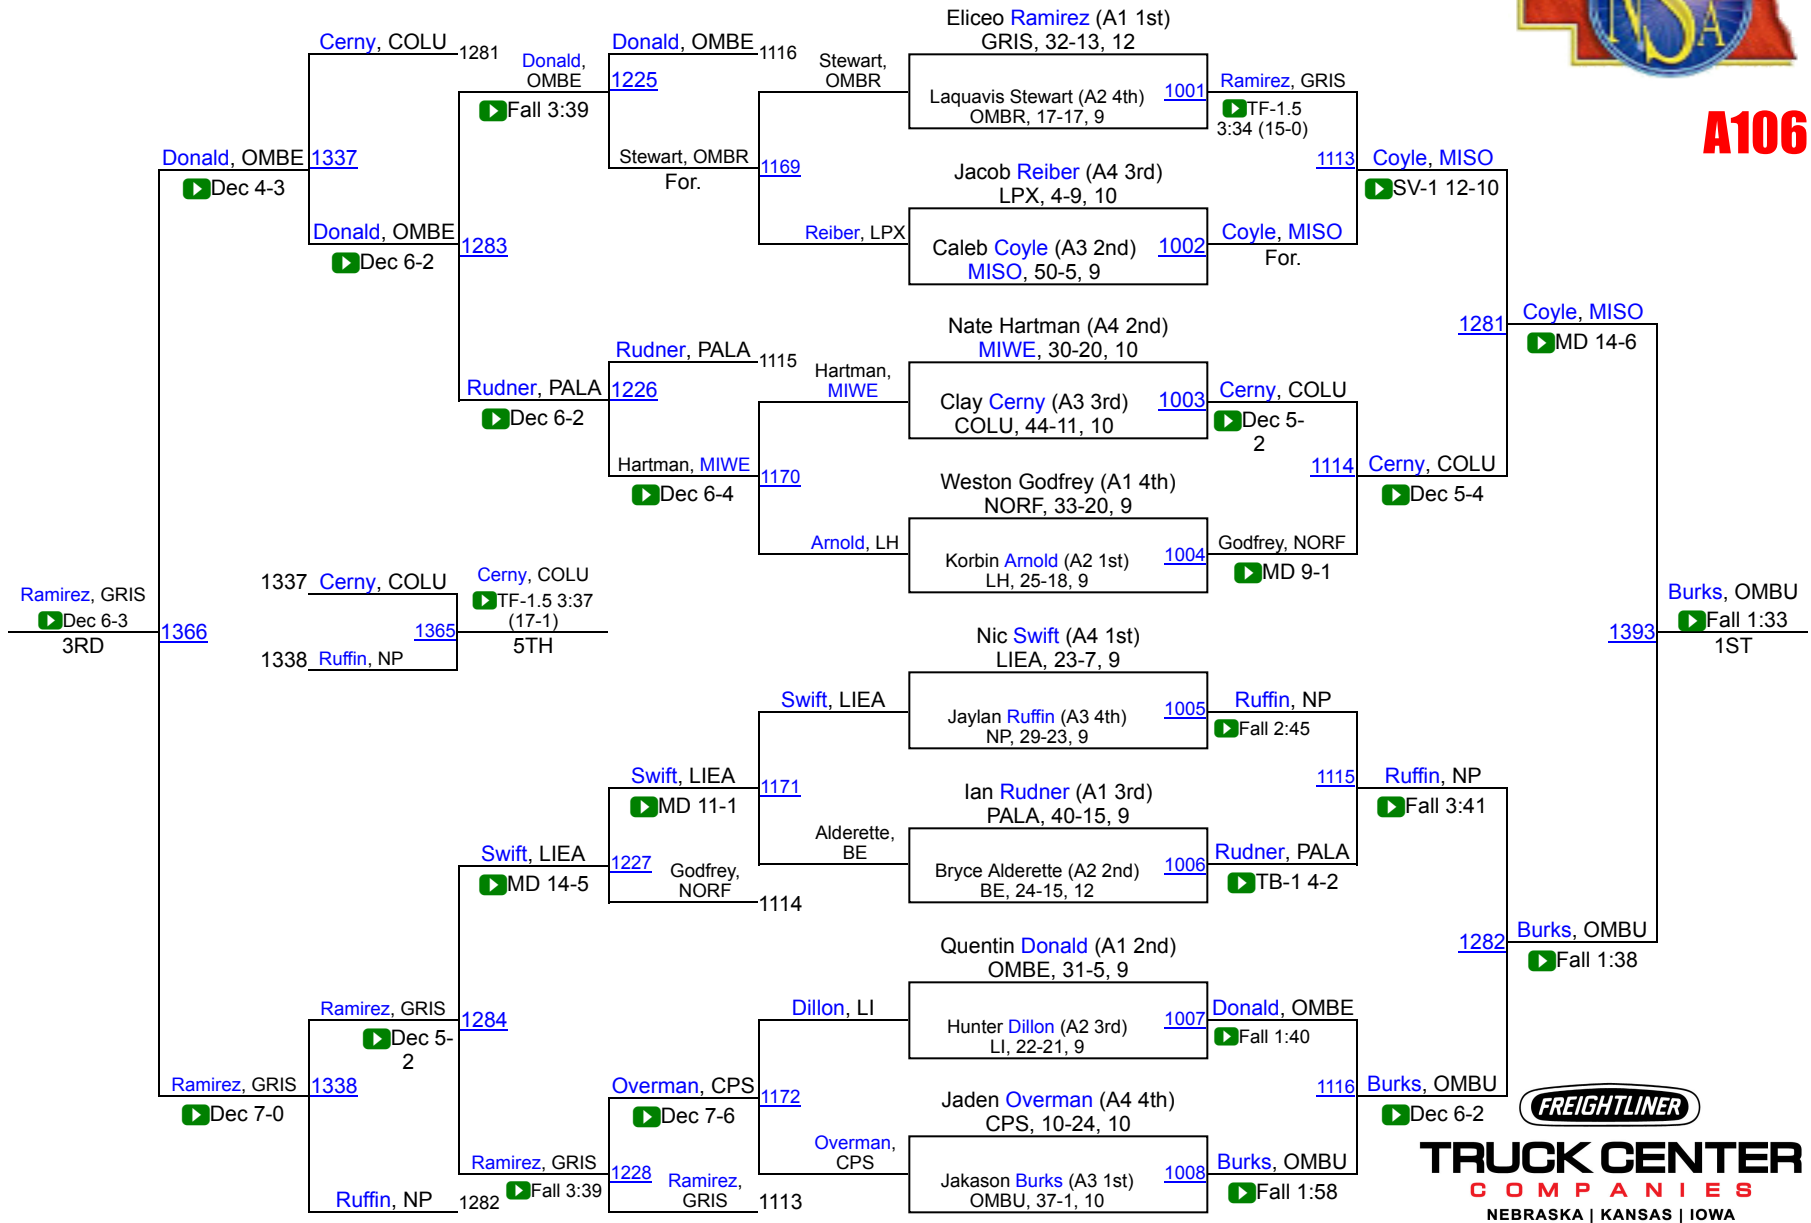 NSA
A106
Eliceo Ramirez (A1 1st)
GRIS, 32-13, 12
Laquavis Stewart (A2 4th)
OMBR, 17-17, 9
1001
Ramirez, GRIS
TF-1.5
3:34 (15-0)
Jacob Reiber (A4 3rd)
LPX, 4-9, 10
Caleb Coyle (A3 2nd)
MISO, 50-5, 9
1002
Coyle, MISO
For.
1113
Coyle, MISO
SV-1 12-10
Nate Hartman (A4 2nd)
MIWE, 30-20, 10
Clay Cerny (A3 3rd)
COLU, 44-11, 10
1003
Cerny, COLU
Dec 5-
2
Weston Godfrey (A1 4th)
NORF, 33-20, 9
Korbin Arnold (A2 1st)
LH, 25-18, 9
1004
Godfrey, NORF
MD 9-1
1114
Cerny, COLU
Dec 5-4
1281
Coyle, MISO
MD 14-6
Nic Swift (A4 1st)
LIEA, 23-7, 9
Jaylan Ruffin (A3 4th)
NP, 29-23, 9
1005
Ruffin, NP
Fall 2:45
Ian Rudner (A1 3rd)
PALA, 40-15, 9
Bryce Alderette (A2 2nd)
BE, 24-15, 12
1006
Rudner, PALA
TB-1 4-2
1115
Ruffin, NP
Fall 3:41
Quentin Donald (A1 2nd)
OMBE, 31-5, 9
Hunter Dillon (A2 3rd)
LI, 22-21, 9
1007
Donald, OMBE
Fall 1:40
Jaden Overman (A4 4th)
CPS, 10-24, 10
Jakason Burks (A3 1st)
OMBU, 37-1, 10
1008
Burks, OMBU
Fall 1:58
1116
Burks, OMBU
Dec 6-2
1282
Burks, OMBU
Fall 1:38
1393
Burks, OMBU
Fall 1:33
1ST
Stewart,
OMBR
Reiber, LPX
1169
Stewart, OMBR
For.
Donald, OMBE
1116
1225
Donald,
OMBE
Fall 3:39
Hartman,
MIWE
Arnold, LH
1170
Hartman, MIWE
Dec 6-4
Rudner, PALA
1115
1226
Rudner, PALA
Dec 6-2
1283
Donald, OMBE
Dec 6-2
Cerny, COLU
1281
1337
Donald, OMBE
Dec 4-3
Swift, LIEA
Alderette,
BE
1171
Swift, LIEA
MD 11-1
Godfrey,
NORF
1114
1227
Swift, LIEA
MD 14-5
Dillon, LI
Overman,
CPS
1172
Overman, CPS
Dec 7-6
Ramirez,
GRIS
1113
1228
Ramirez, GRIS
Fall 3:39
1284
Ramirez, GRIS
Dec 5-
2
Ruffin, NP
1282
1338
Ramirez, GRIS
Dec 7-0
1366
Ramirez, GRIS
Dec 6-3
3RD
1337
Cerny, COLU
1338
Ruffin, NP
1365
Cerny, COLU
TF-1.5 3:37
(17-1)
5TH
FREIGHTLINER
TRUCK CENTER
COMPANIES
NEBRASKA | KANSAS | IOWA